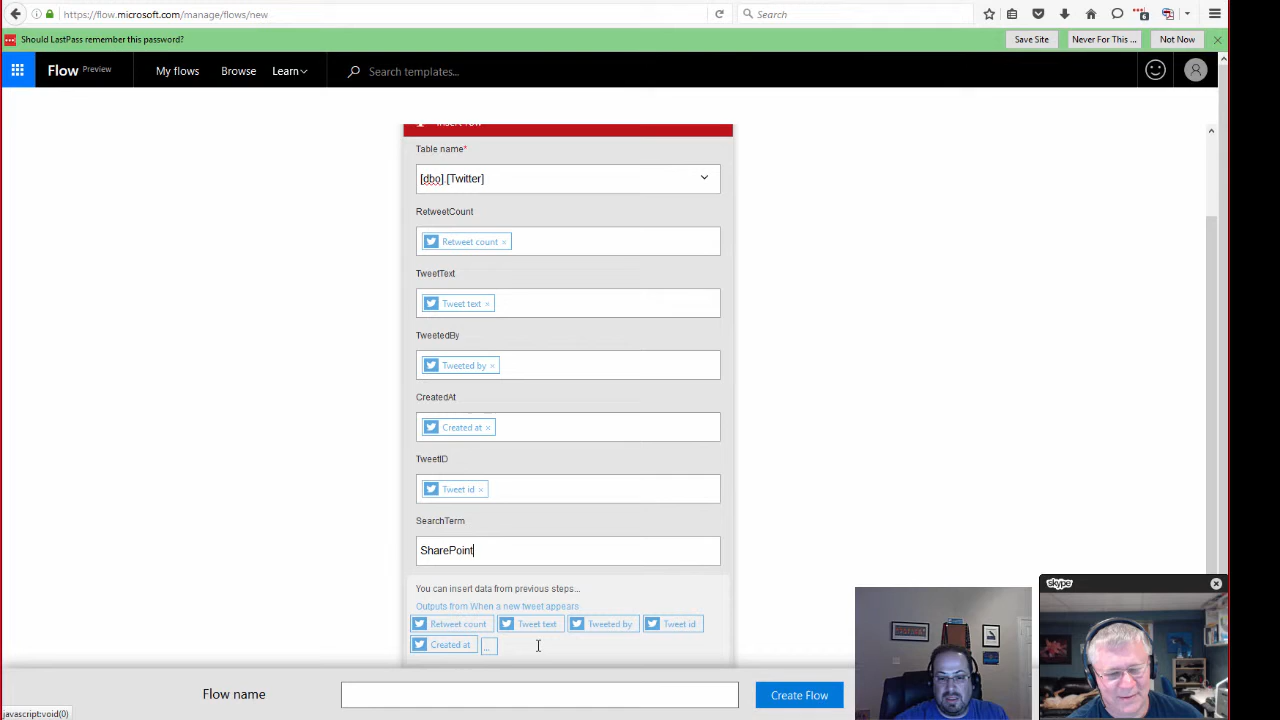 https://flow.microsoft.com/manage/flows/new
Search
6
Should LastPass remember this password?
Save Site
Never For This ...
Not Now
Flow Preview
My flows
Browse
Learn
Search templates...
Insert row
Table name*
[dbo].[Twitter]
RetweetCount
Retweet count ×
TweetText
Tweet text ×
TweetedBy
Tweeted by ×
CreatedAt
Created at ×
TweetID
Tweet id ×
SearchTerm
SharePoint
You can insert data from previous steps...
Outputs from When a new tweet appears
Retweet count
Tweet text
Tweeted by
Tweet id
Created at
...
Flow name
Create Flow
javascript:void(0)
skype